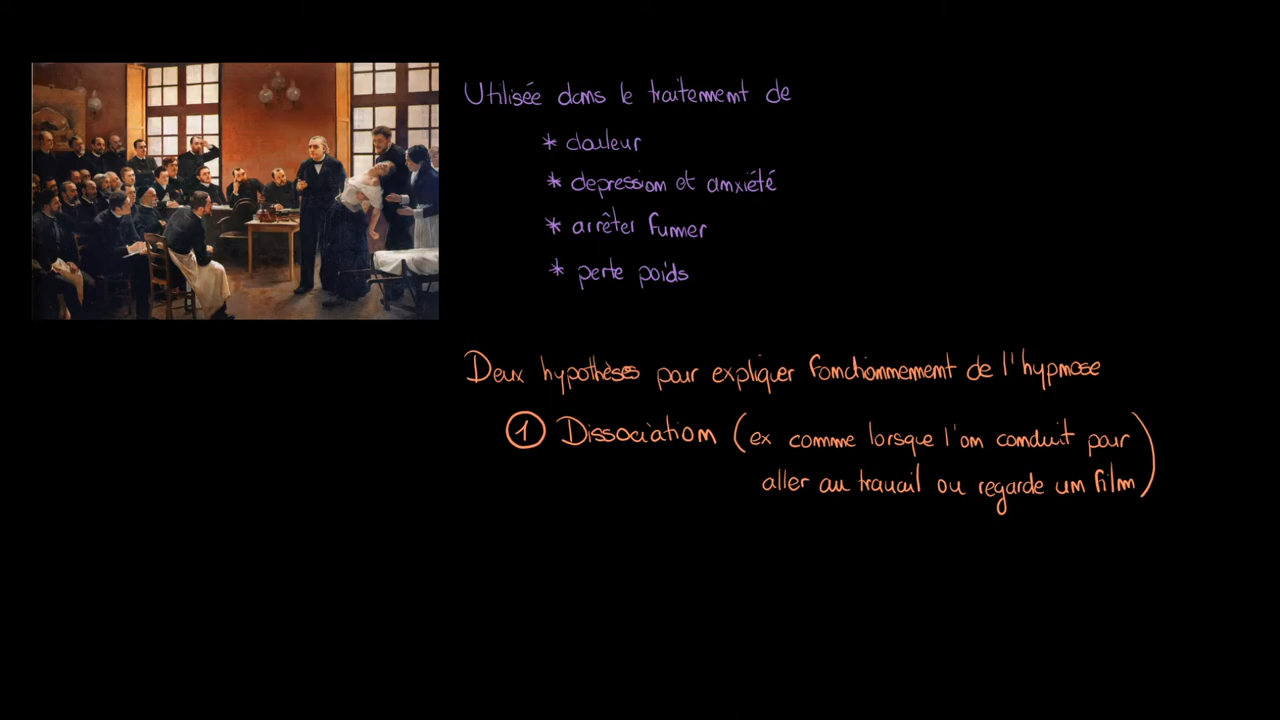 Utilisée dans le traitement de
* douleur
* depression et anxiété
* arrêter fumer
* perte poids
Deux hypothèses pour expliquer fonctionnement de l'hypnose
1 Dissociation (ex comme lorsque l'on conduit pour
aller au travail ou regarde un film)